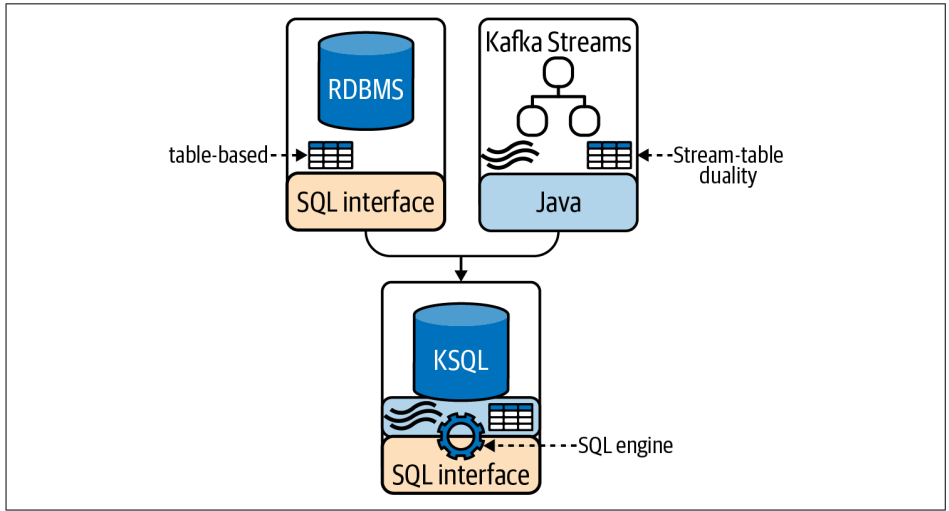 RDBMS
table-based
SQL interface
Kafka Streams
Stream-table
duality
Java
KSQL
SQL engine
SQL interface